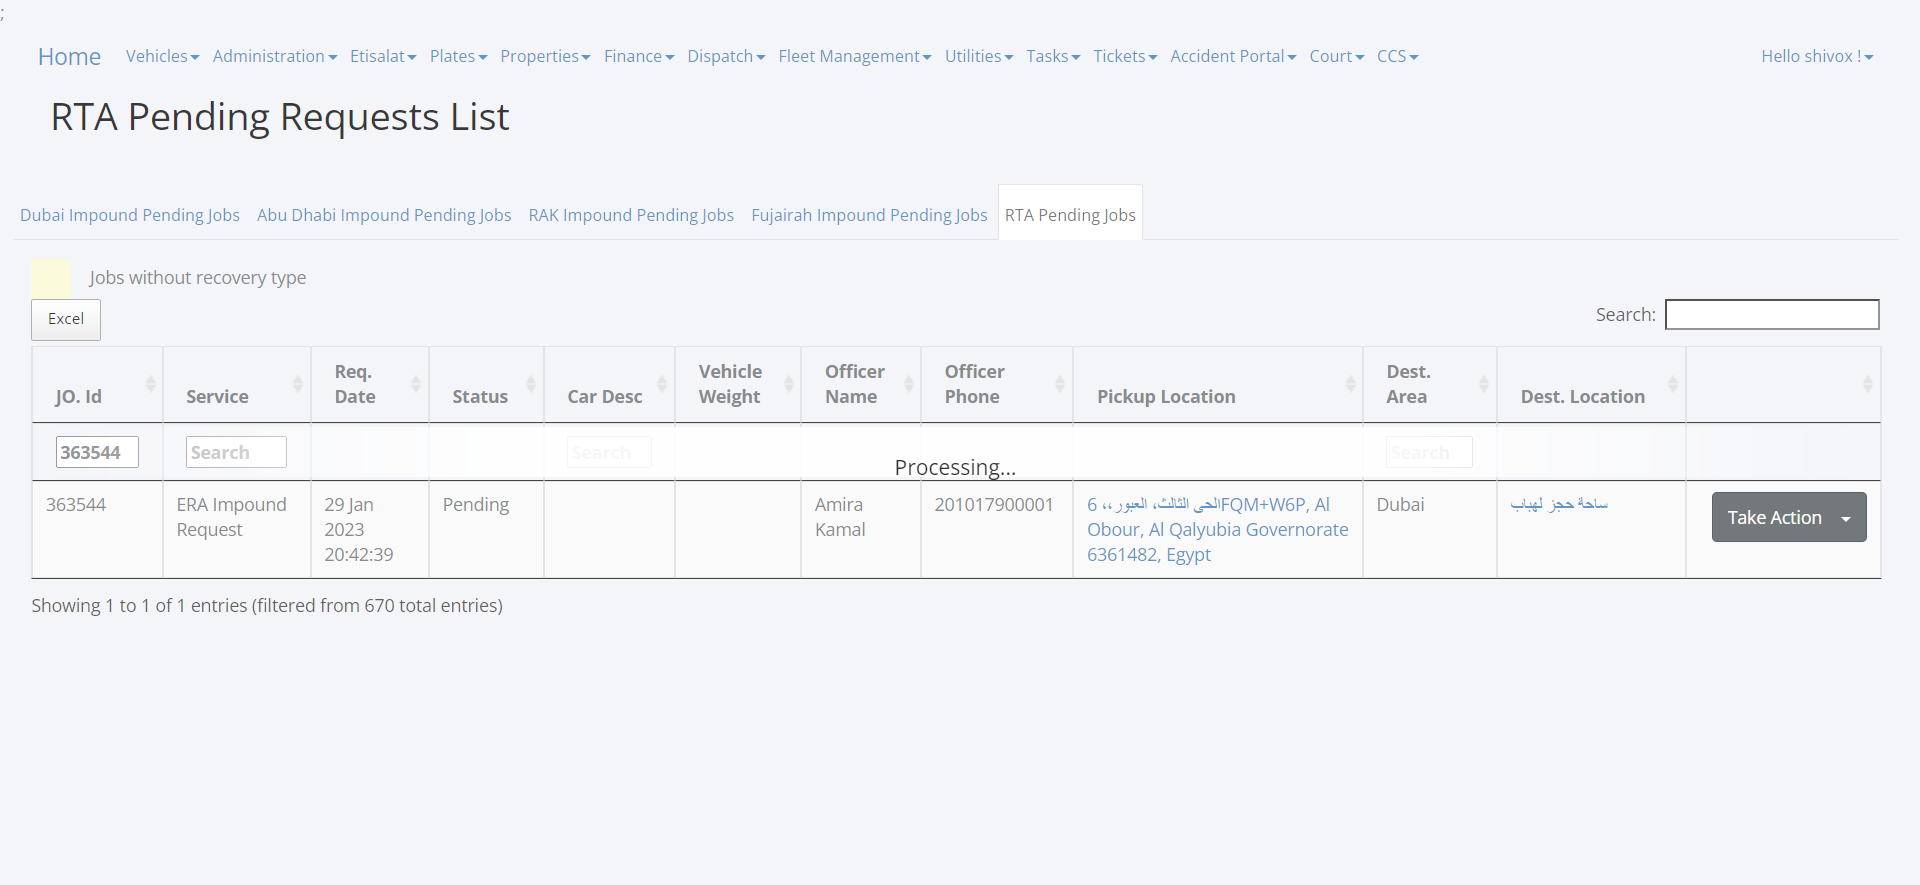 ;
Home Vehicles Administration Etisalat Plates Properties Finance Dispatch Fleet Management Utilities Tasks Tickets Accident Portal Court CCS Hello shivox !
RTA Pending Requests List
Dubai Impound Pending Jobs Abu Dhabi Impound Pending Jobs RAK Impound Pending Jobs Fujairah Impound Pending Jobs RTA Pending Jobs
Jobs without recovery type
Excel Search:
JO. Id Service Req. Date Status Car Desc Vehicle Weight Officer Name Officer Phone Pickup Location Dest. Area Dest. Location
363544 Search Search Search
Processing...
363544 ERA Impound Request 29 Jan 2023 20:42:39 Pending Amira Kamal 201017900001
6 الحى الثالث، العبور،، FQM+W6P, Al
Obour, Al Qalyubia Governorate
6361482, Egypt
Dubai ساحة حجز لهباب Take Action
Showing 1 to 1 of 1 entries (filtered from 670 total entries)